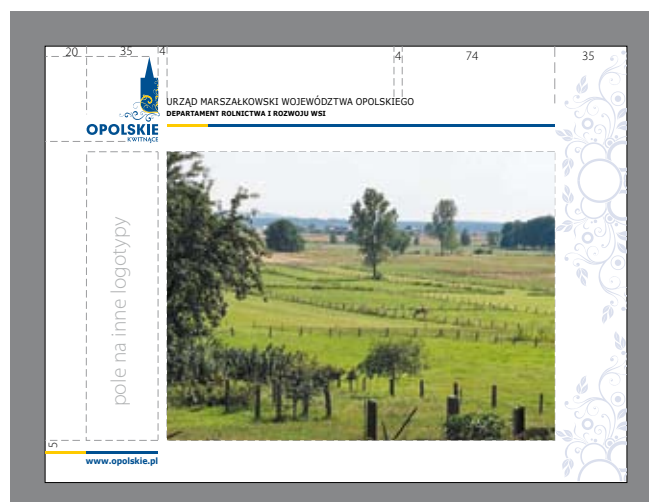 20 35 4 4 74 35
OPOLSKIE
KWITNĄCE
URZĄD MARSZAŁKOWSKI WOJEWÓDZTWA OPOLSKIEGO
DEPARTAMENT ROLNICTWA I ROZWOJU WSI
pole na inne logotypy
5
www.opolskie.pl